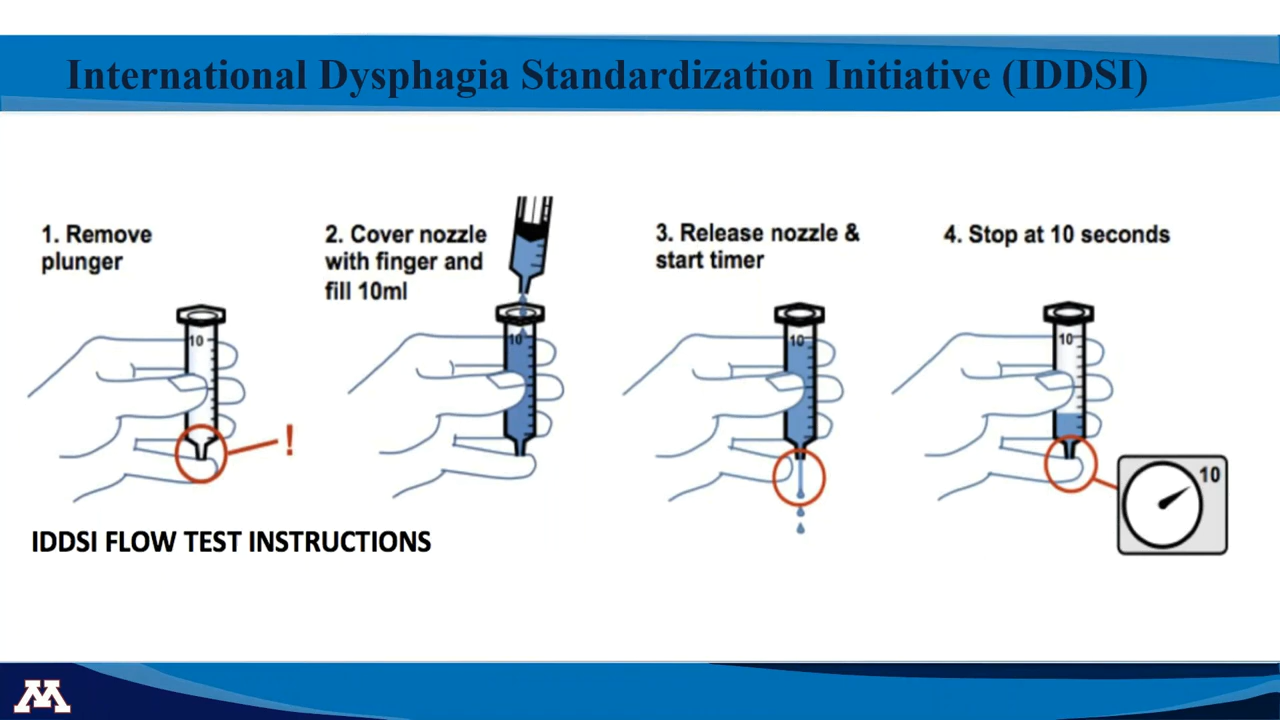 International Dysphagia Standardization Initiative (IDDSI)
1. Remove
plunger
2. Cover nozzle
with finger and
fill 10ml
3. Release nozzle &
start timer
4. Stop at 10 seconds
10
10
10
10
!
10
IDDSI FLOW TEST INSTRUCTIONS
M